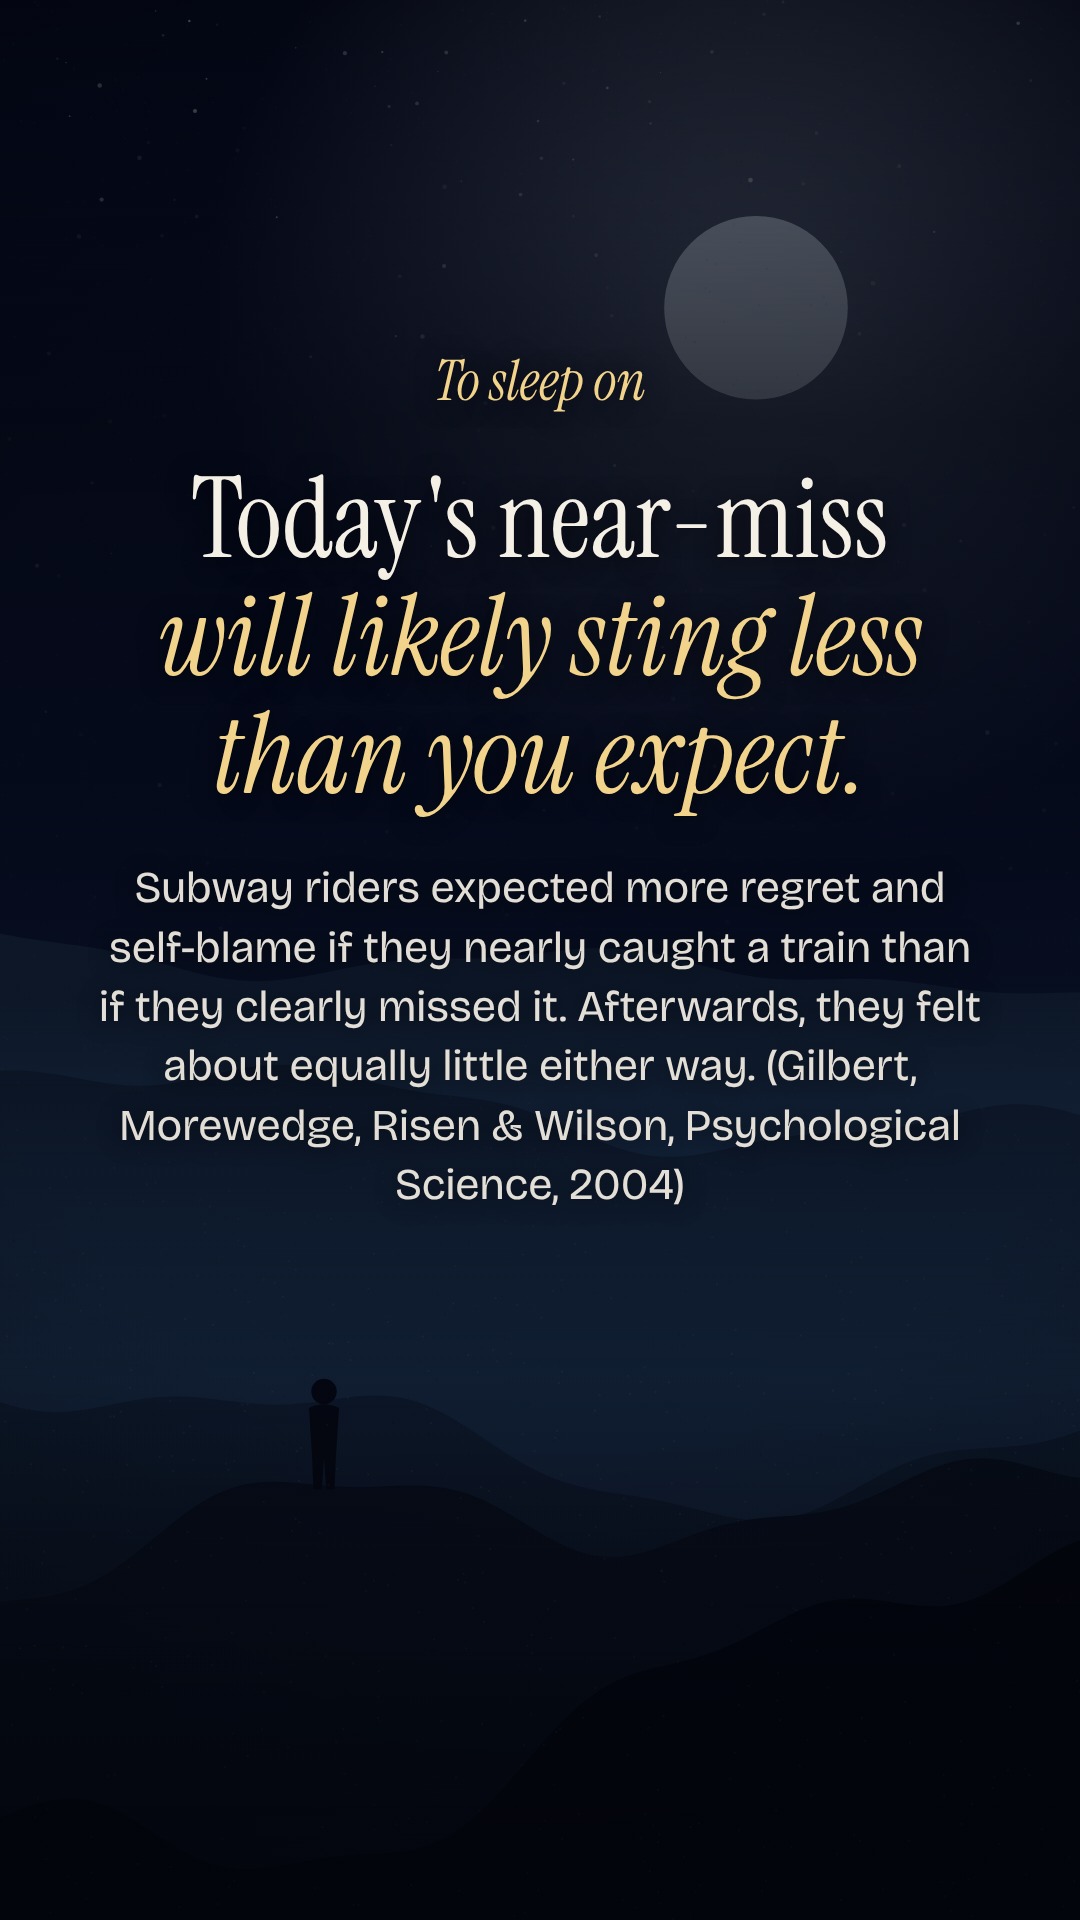 To sleep on
Today's near-miss
will likely sting less
than you expect.
Subway riders expected more regret and
self-blame if they nearly caught a train than
if they clearly missed it. Afterwards, they felt
about equally little either way. (Gilbert,
Morewedge, Risen & Wilson, Psychological
Science, 2004)